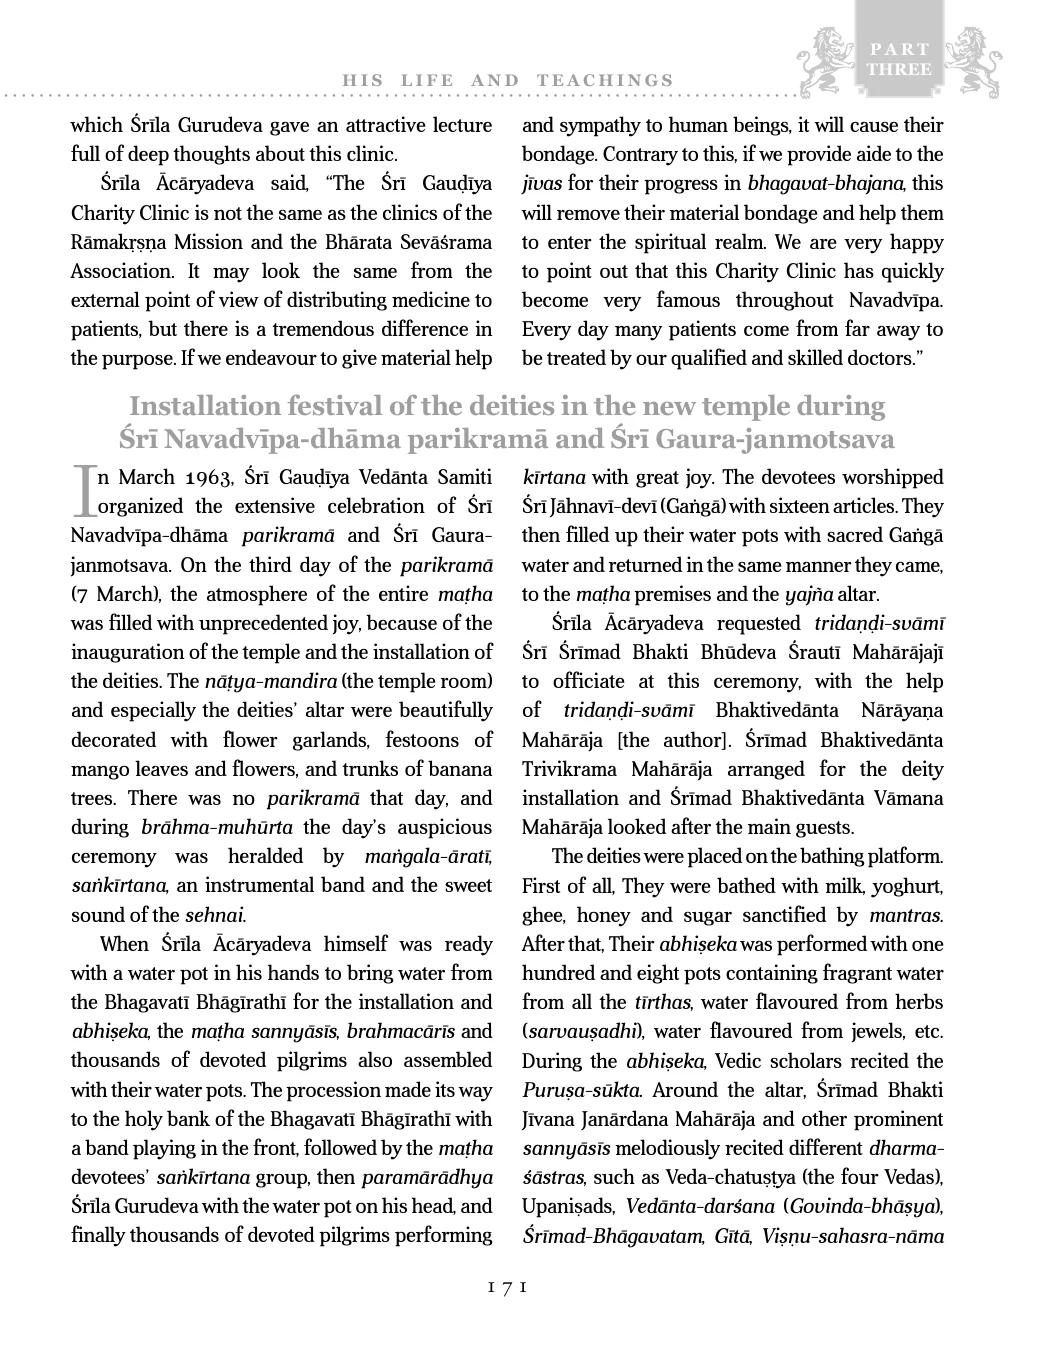 PART
THREE
HIS LIFE AND TEACHINGS
which Śrīla Gurudeva gave an attractive lecture
full of deep thoughts about this clinic.
Śrīla Ācāryadeva said, “The Śrī Gauḍīya
Charity Clinic is not the same as the clinics of the
Rāmakṛṣṇa Mission and the Bhārata Sevāśrama
Association. It may look the same from the
external point of view of distributing medicine to
patients, but there is a tremendous difference in
the purpose. If we endeavour to give material help
and sympathy to human beings, it will cause their
bondage. Contrary to this, if we provide aide to the
jīvas for their progress in bhagavat-bhajana, this
will remove their material bondage and help them
to enter the spiritual realm. We are very happy
to point out that this Charity Clinic has quickly
become very famous throughout Navadvīpa.
Every day many patients come from far away to
be treated by our qualified and skilled doctors.”
Installation festival of the deities in the new temple during
Śrī Navadvīpa-dhāma parikramā and Śrī Gaura-janmotsava
In March 1963, Śrī Gauḍīya Vedānta Samiti
organized the extensive celebration of Śrī
Navadvīpa-dhāma parikramā and Śrī Gaura-
janmotsava. On the third day of the parikramā
(7 March), the atmosphere of the entire maṭha
was filled with unprecedented joy, because of the
inauguration of the temple and the installation of
the deities. The nāṭya-mandira (the temple room)
and especially the deities’ altar were beautifully
decorated with flower garlands, festoons of
mango leaves and flowers, and trunks of banana
trees. There was no parikramā that day, and
during brāhma-muhūrta the day’s auspicious
ceremony was heralded by maṅgala-āratī,
saṅkīrtana, an instrumental band and the sweet
sound of the sehnai.
When Śrīla Ācāryadeva himself was ready
with a water pot in his hands to bring water from
the Bhagavatī Bhāgīrathī for the installation and
abhiṣeka, the maṭha sannyāsīs, brahmacārīs and
thousands of devoted pilgrims also assembled
with their water pots. The procession made its way
to the holy bank of the Bhagavatī Bhāgīrathī with
a band playing in the front, followed by the maṭha
devotees’ saṅkīrtana group, then paramārādhya
Śrīla Gurudeva with the water pot on his head, and
finally thousands of devoted pilgrims performing
kīrtana with great joy. The devotees worshipped
Śrī Jāhnavī-devī (Gaṅgā) with sixteen articles. They
then filled up their water pots with sacred Gaṅgā
water and returned in the same manner they came,
to the maṭha premises and the yajña altar.
Śrīla Ācāryadeva requested tridaṇḍi-svāmī
Śrī Śrīmad Bhakti Bhūdeva Śrautī Mahārājajī
to officiate at this ceremony, with the help
of tridaṇḍi-svāmī Bhaktivedānta Nārāyaṇa
Mahārāja [the author]. Śrīmad Bhaktivedānta
Trivikrama Mahārāja arranged for the deity
installation and Śrīmad Bhaktivedānta Vāmana
Mahārāja looked after the main guests.
The deities were placed on the bathing platform.
First of all, They were bathed with milk, yoghurt,
ghee, honey and sugar sanctified by mantras.
After that, Their abhiṣeka was performed with one
hundred and eight pots containing fragrant water
from all the tīrthas, water flavoured from herbs
(sarvauṣadhi), water flavoured from jewels, etc.
During the abhiṣeka, Vedic scholars recited the
Puruṣa-sūkta. Around the altar, Śrīmad Bhakti
Jīvana Janārdana Mahārāja and other prominent
sannyāsīs melodiously recited different dharma-
śāstras, such as Veda-chatuṣṭya (the four Vedas),
Upaniṣads, Vedānta-darśana (Govinda-bhāṣya),
Śrīmad-Bhāgavatam, Gītā, Viṣṇu-sahasra-nāma
171